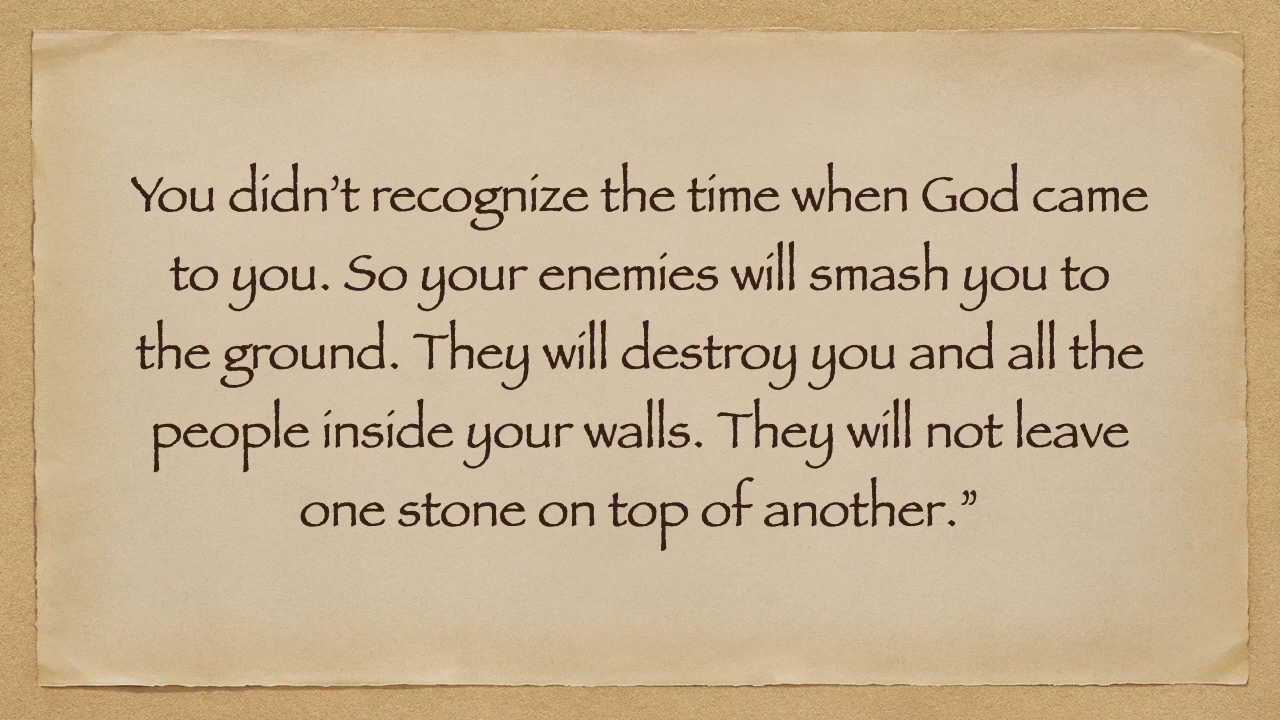 You didn’t recognize the time when God came
to you. So your enemies will smash you to
the ground. They will destroy you and all the
people inside your walls. They will not leave
one stone on top of another.”